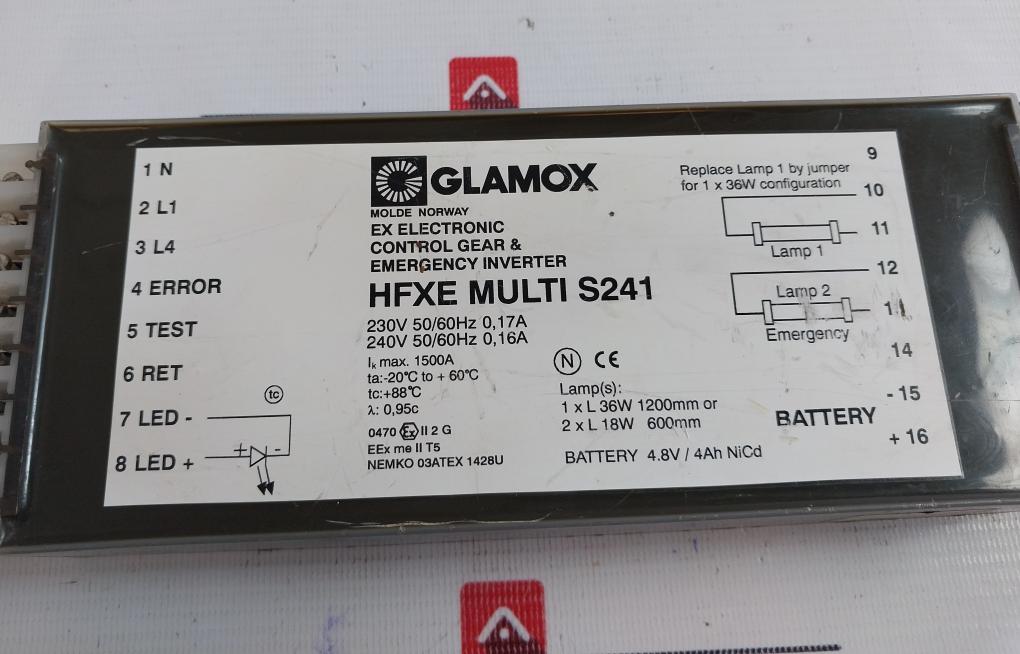 1 N
2 L1
3 L4
4 ERROR
5 TEST
6 RET
tc
7 LED -
8 LED +
+ -
GLAMOX
MOLDE NORWAY
EX ELECTRONIC
CONTROL GEAR &
EMERGENCY INVERTER
HFXE MULTI S241
230V 50/60Hz 0,17A
240V 50/60Hz 0,16A
Ik max. 1500A
ta:-20°C to + 60°C
tc:+88°C
λ: 0,95c
0470 Ex II 2 G
EEx me II T5
NEMKO 03ATEX 1428U
N CE
Lamp(s):
1 x L 36W 1200mm or
2 x L 18W 600mm
BATTERY 4.8V / 4Ah NiCd
Replace Lamp 1 by jumper
for 1 x 36W configuration
9
10
11
Lamp 1
12
Lamp 2
Emergency
14
- 15
BATTERY
+ 16